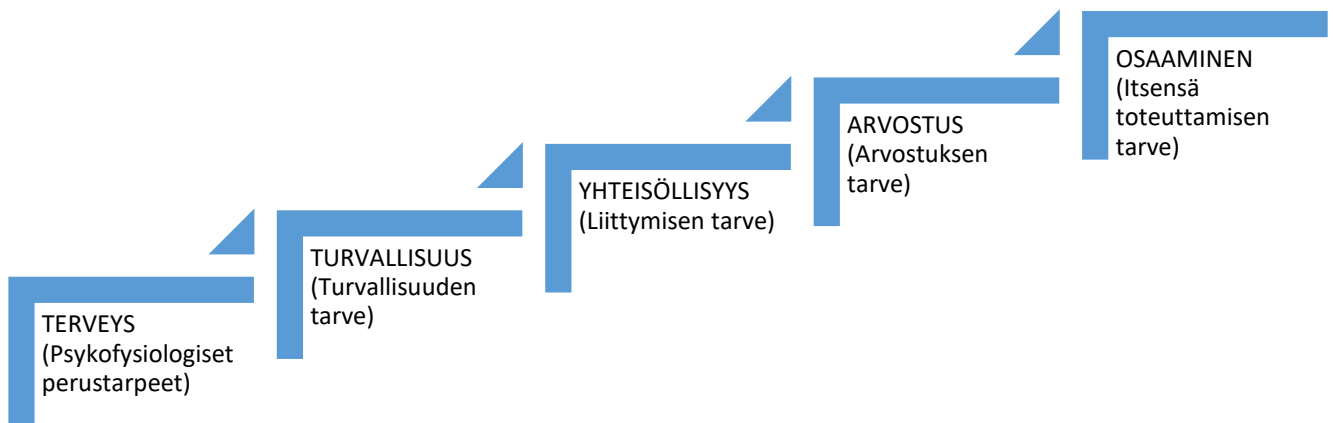 TERVEYS
(Psykofysiologiset
perustarpeet)
TURVALLISUUS
(Turvallisuuden
tarve)
YHTEISÖLLISYYS
(Liittymisen tarve)
ARVOSTUS
(Arvostuksen
tarve)
OSAAMINEN
(Itsensä
toteuttamisen
tarve)